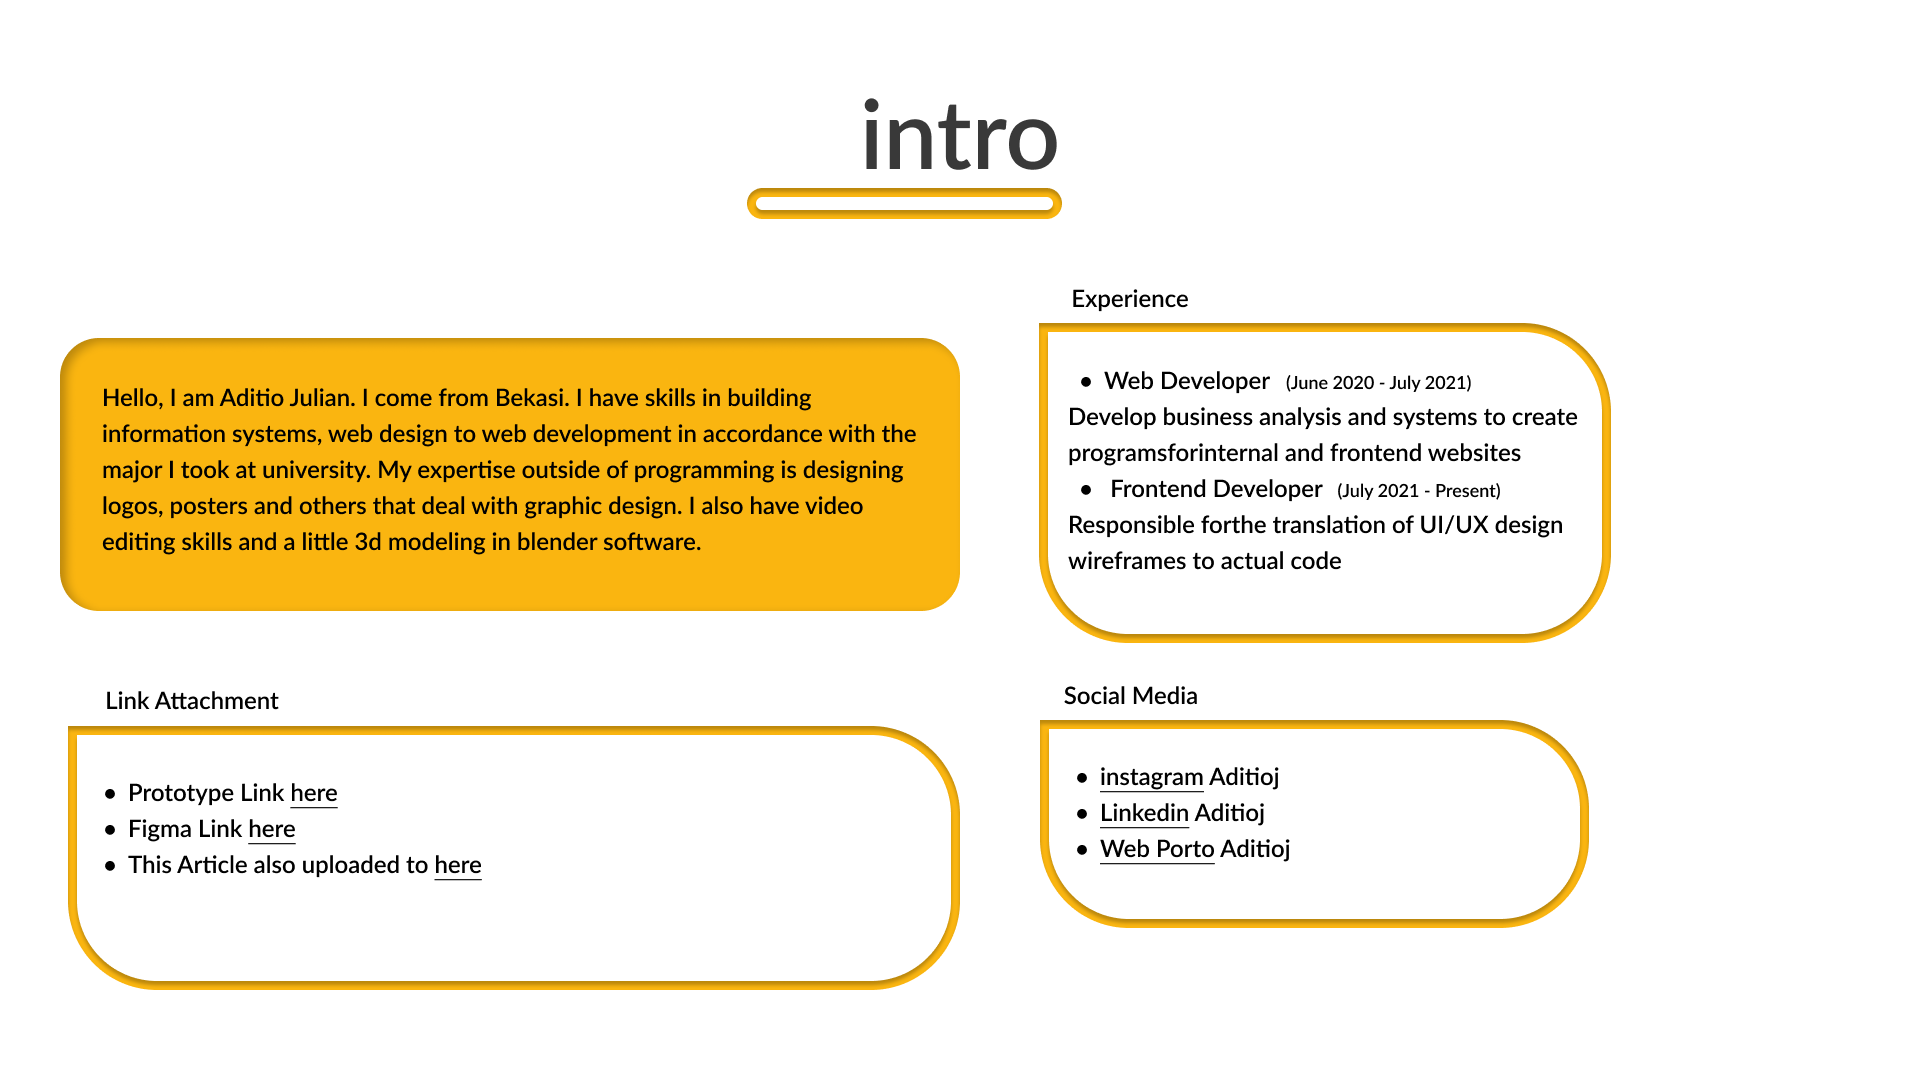 intro
Hello, I am Aditio Julian. I come from Bekasi. I have skills in building
information systems, web design to web development in accordance with the
major I took at university. My expertise outside of programming is designing
logos, posters and others that deal with graphic design. I also have video
editing skills and a little 3d modeling in blender software.
Experience
• Web Developer (June 2020 - July 2021)
Develop business analysis and systems to create
programsforinternal and frontend websites
• Frontend Developer (July 2021 - Present)
Responsible forthe translation of UI/UX design
wireframes to actual code
Link Attachment
• Prototype Link here
• Figma Link here
• This Article also uploaded to here
Social Media
• instagram Aditioj
• Linkedin Aditioj
• Web Porto Aditioj